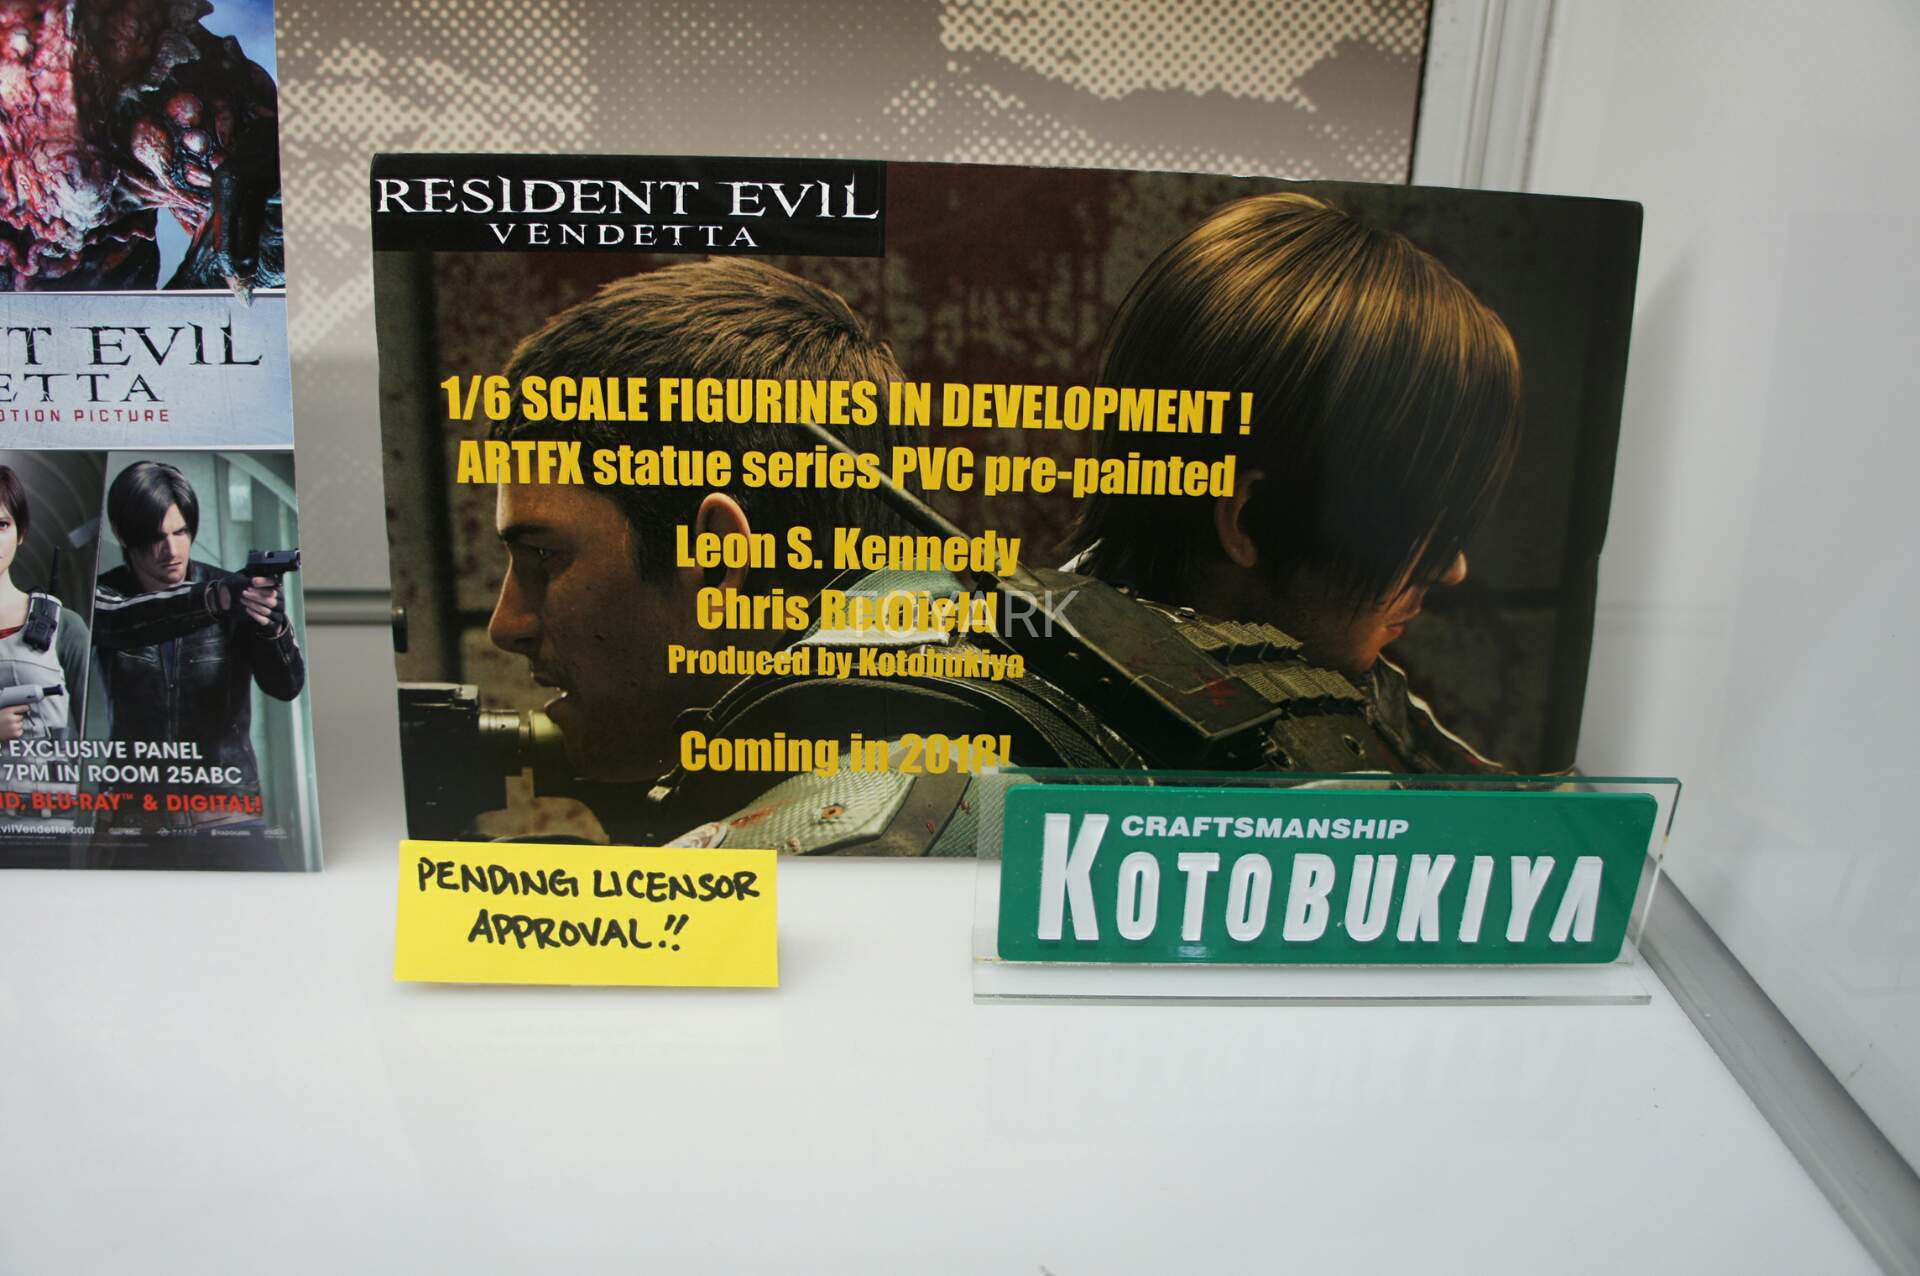 T EVIL
ETTA
OTION PICTURE
EXCLUSIVE PANEL
7PM IN ROOM 25ABC
HD, BLU-RAY™ & DIGITAL!
vilVendetta.com
RESIDENT EVIL
VENDETTA
1/6 SCALE FIGURINES IN DEVELOPMENT !
ARTFX statue series PVC pre-painted
Leon S. Kennedy
Chris Redfield
TOYARK
Produced by Kotobukiya
Coming in 2018!
PENDING LICENSOR
APPROVAL!!
CRAFTSMANSHIP
KOTOBUKIYA